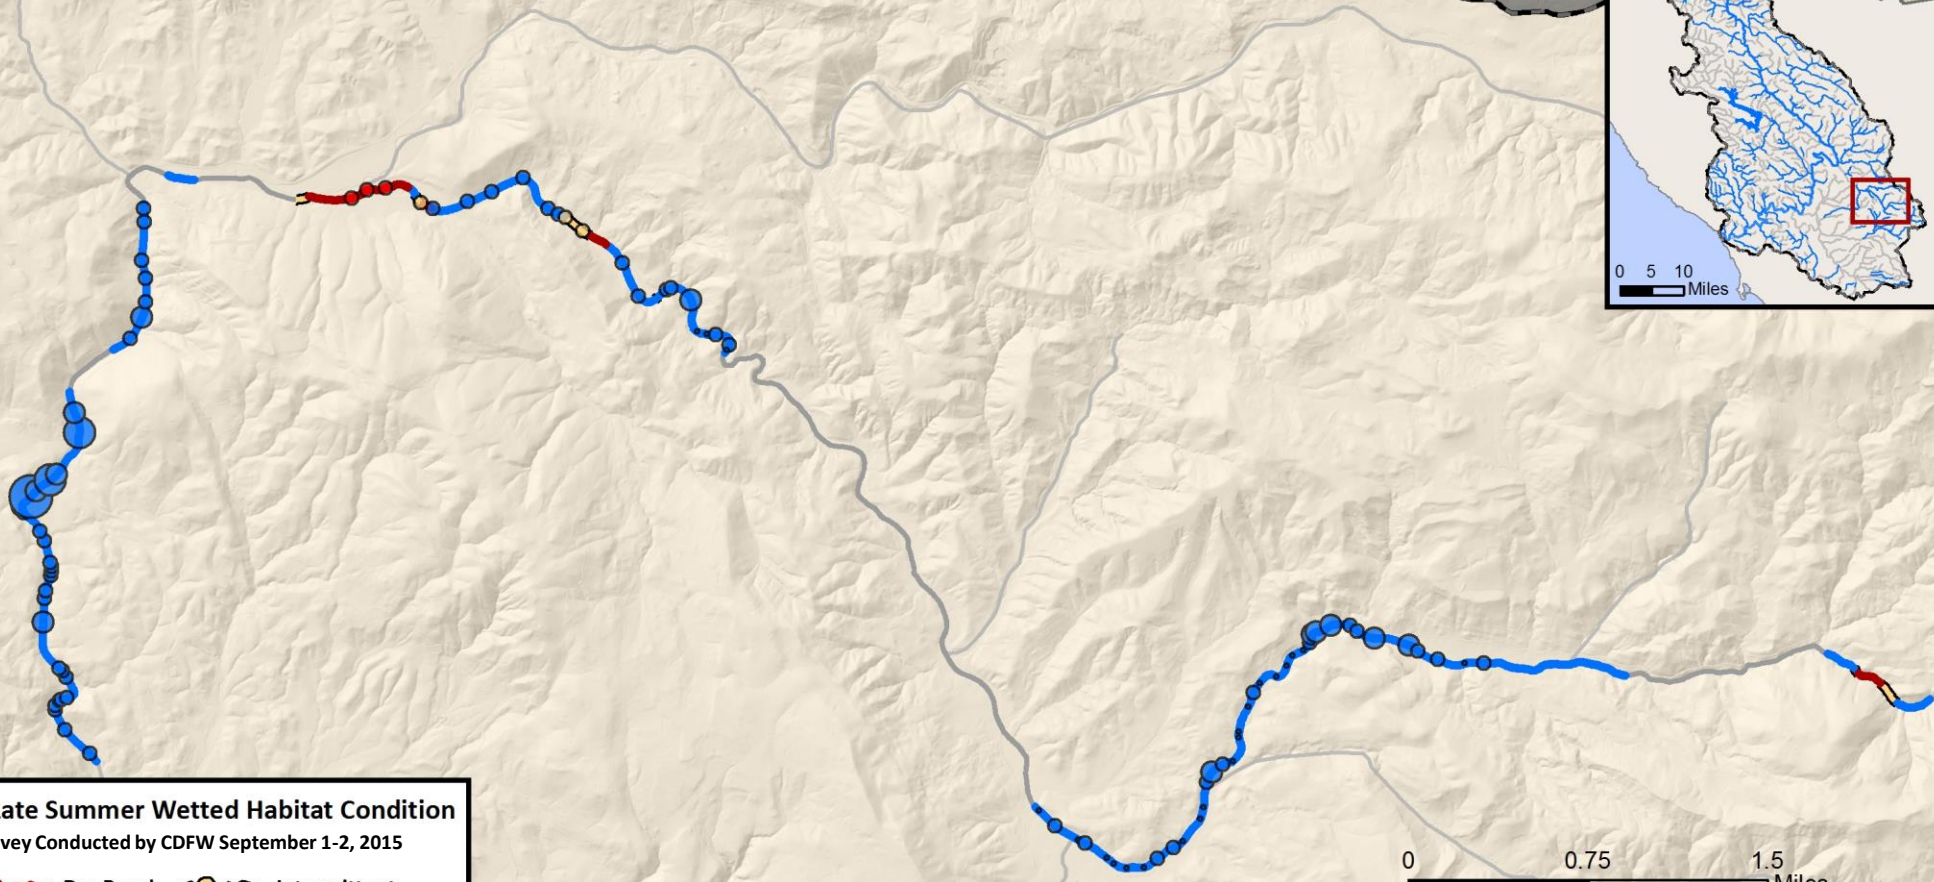 0 5 10
Miles
ate Summer Wetted Habitat Condition
vey Conducted by CDFW September 1-2, 2015
0 0.75 1.5
Miles